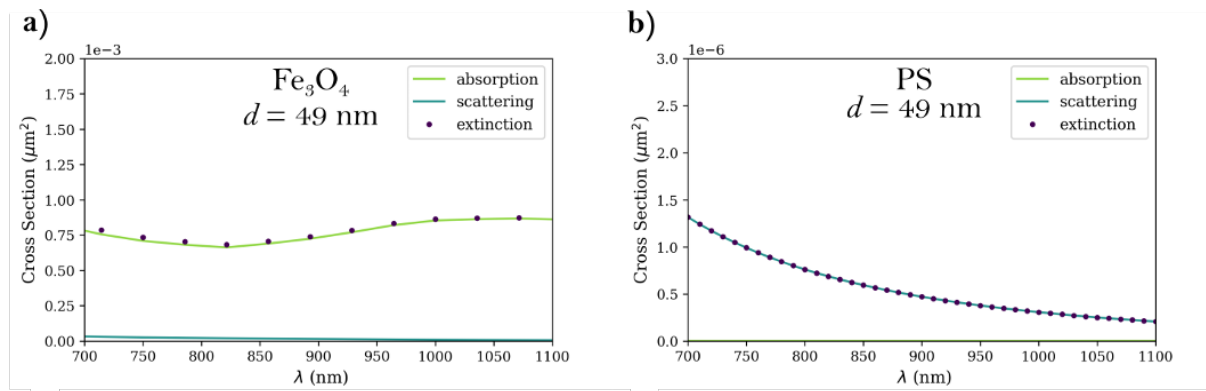 a)
1e−3
Fe₃O₄
d = 49 nm
absorption
scattering
extinction
Cross Section (μm²)
2.00
1.75
1.50
1.25
1.00
0.75
0.50
0.25
0.00
700 750 800 850 900 950 1000 1050 1100
λ (nm)
b)
1e−6
PS
d = 49 nm
absorption
scattering
extinction
Cross Section (μm²)
3.0
2.5
2.0
1.5
1.0
0.5
0.0
700 750 800 850 900 950 1000 1050 1100
λ (nm)